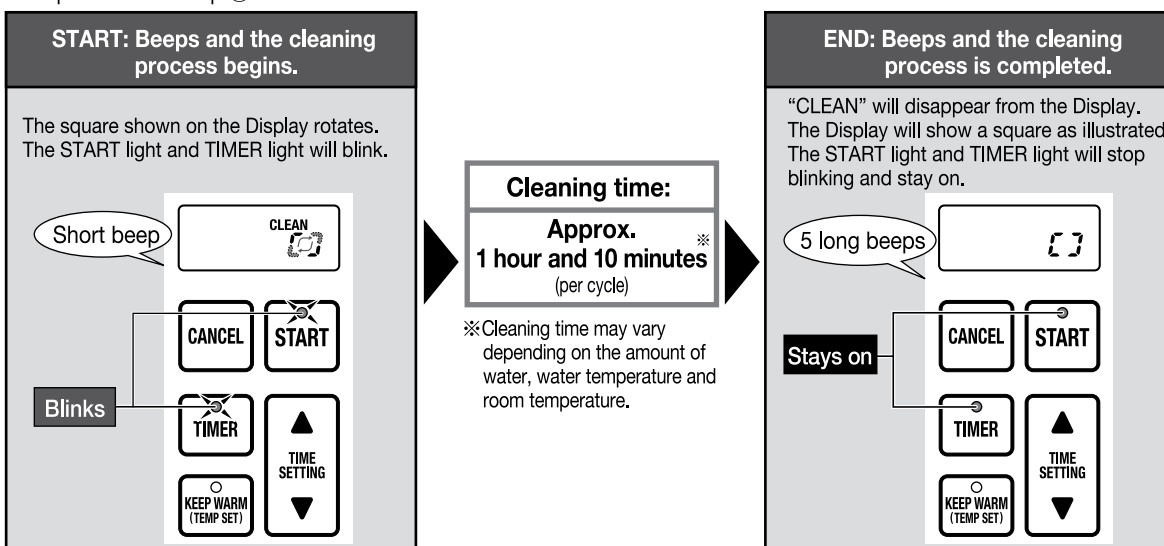 START: Beeps and the cleaning
process begins.
The square shown on the Display rotates.
The START light and TIMER light will blink.
Short beep
CLEAN
CANCEL
START
Blinks
TIMER
TIME
SETTING
KEEP WARM
(TEMP SET)
Cleaning time:
Approx.
1 hour and 10 minutes※
(per cycle)
※Cleaning time may vary
depending on the amount of
water, water temperature and
room temperature.
END: Beeps and the cleaning
process is completed.
“CLEAN” will disappear from the Display.
The Display will show a square as illustrated
The START light and TIMER light will stop
blinking and stay on.
5 long beeps
CANCEL
START
Stays on
TIMER
TIME
SETTING
KEEP WARM
(TEMP SET)